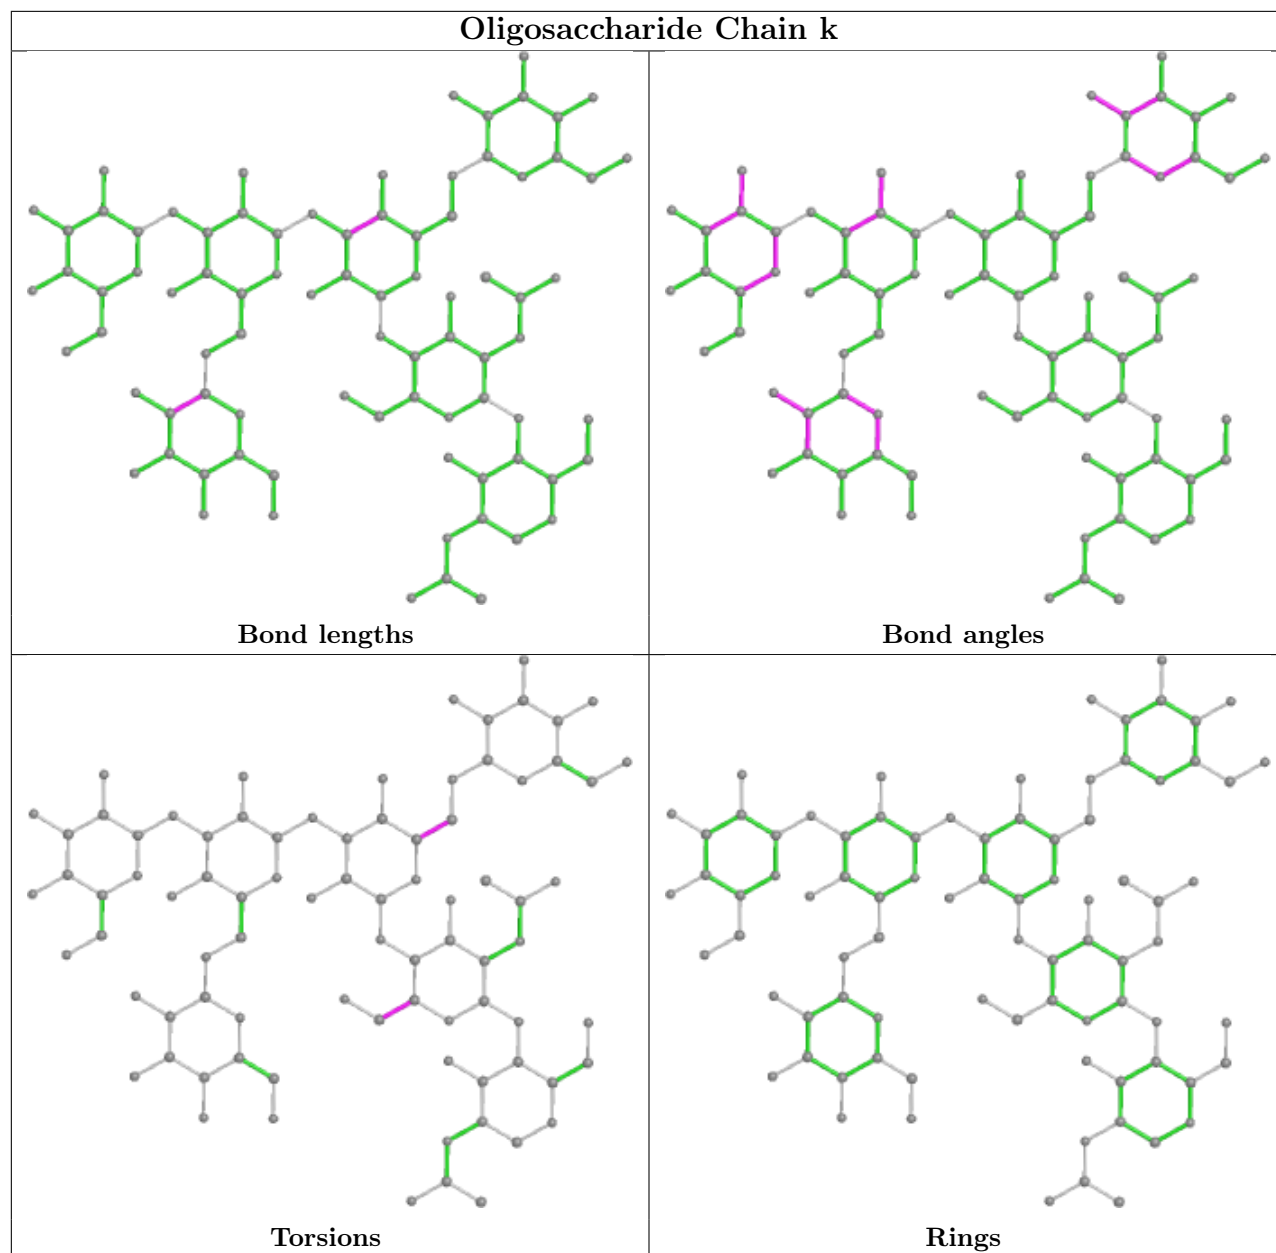 Oligosaccharide Chain k
Bond lengths
Bond angles
Torsions
Rings